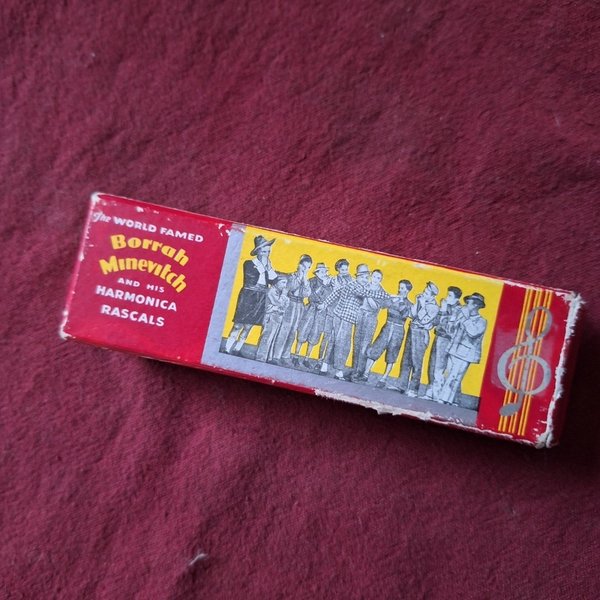 The WORLD FAMED
Borrah
Minevitch
AND HIS
HARMONICA
RASCALS